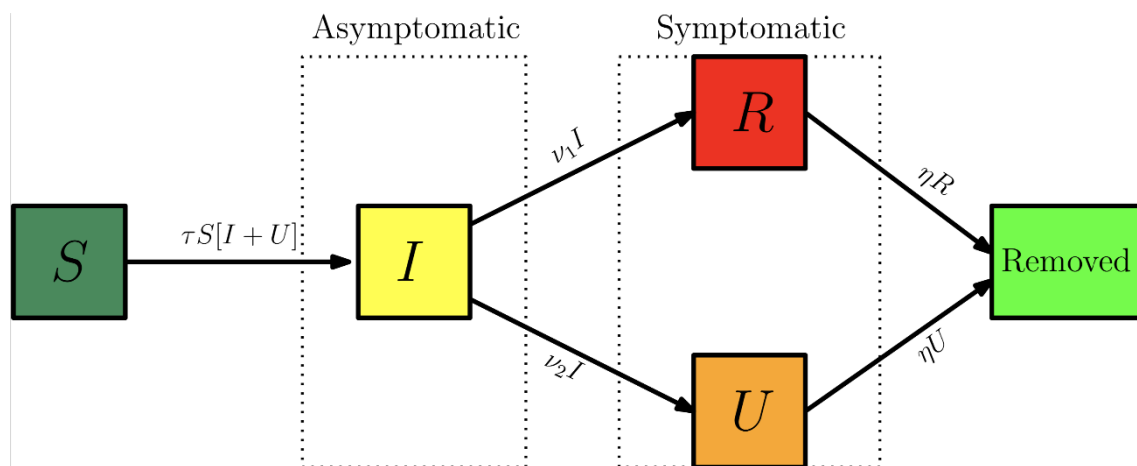 Asymptomatic
Symptomatic
R
ν₁I
ηR
τS[I + U]
S
I
Removed
ν₂I
ηU
U